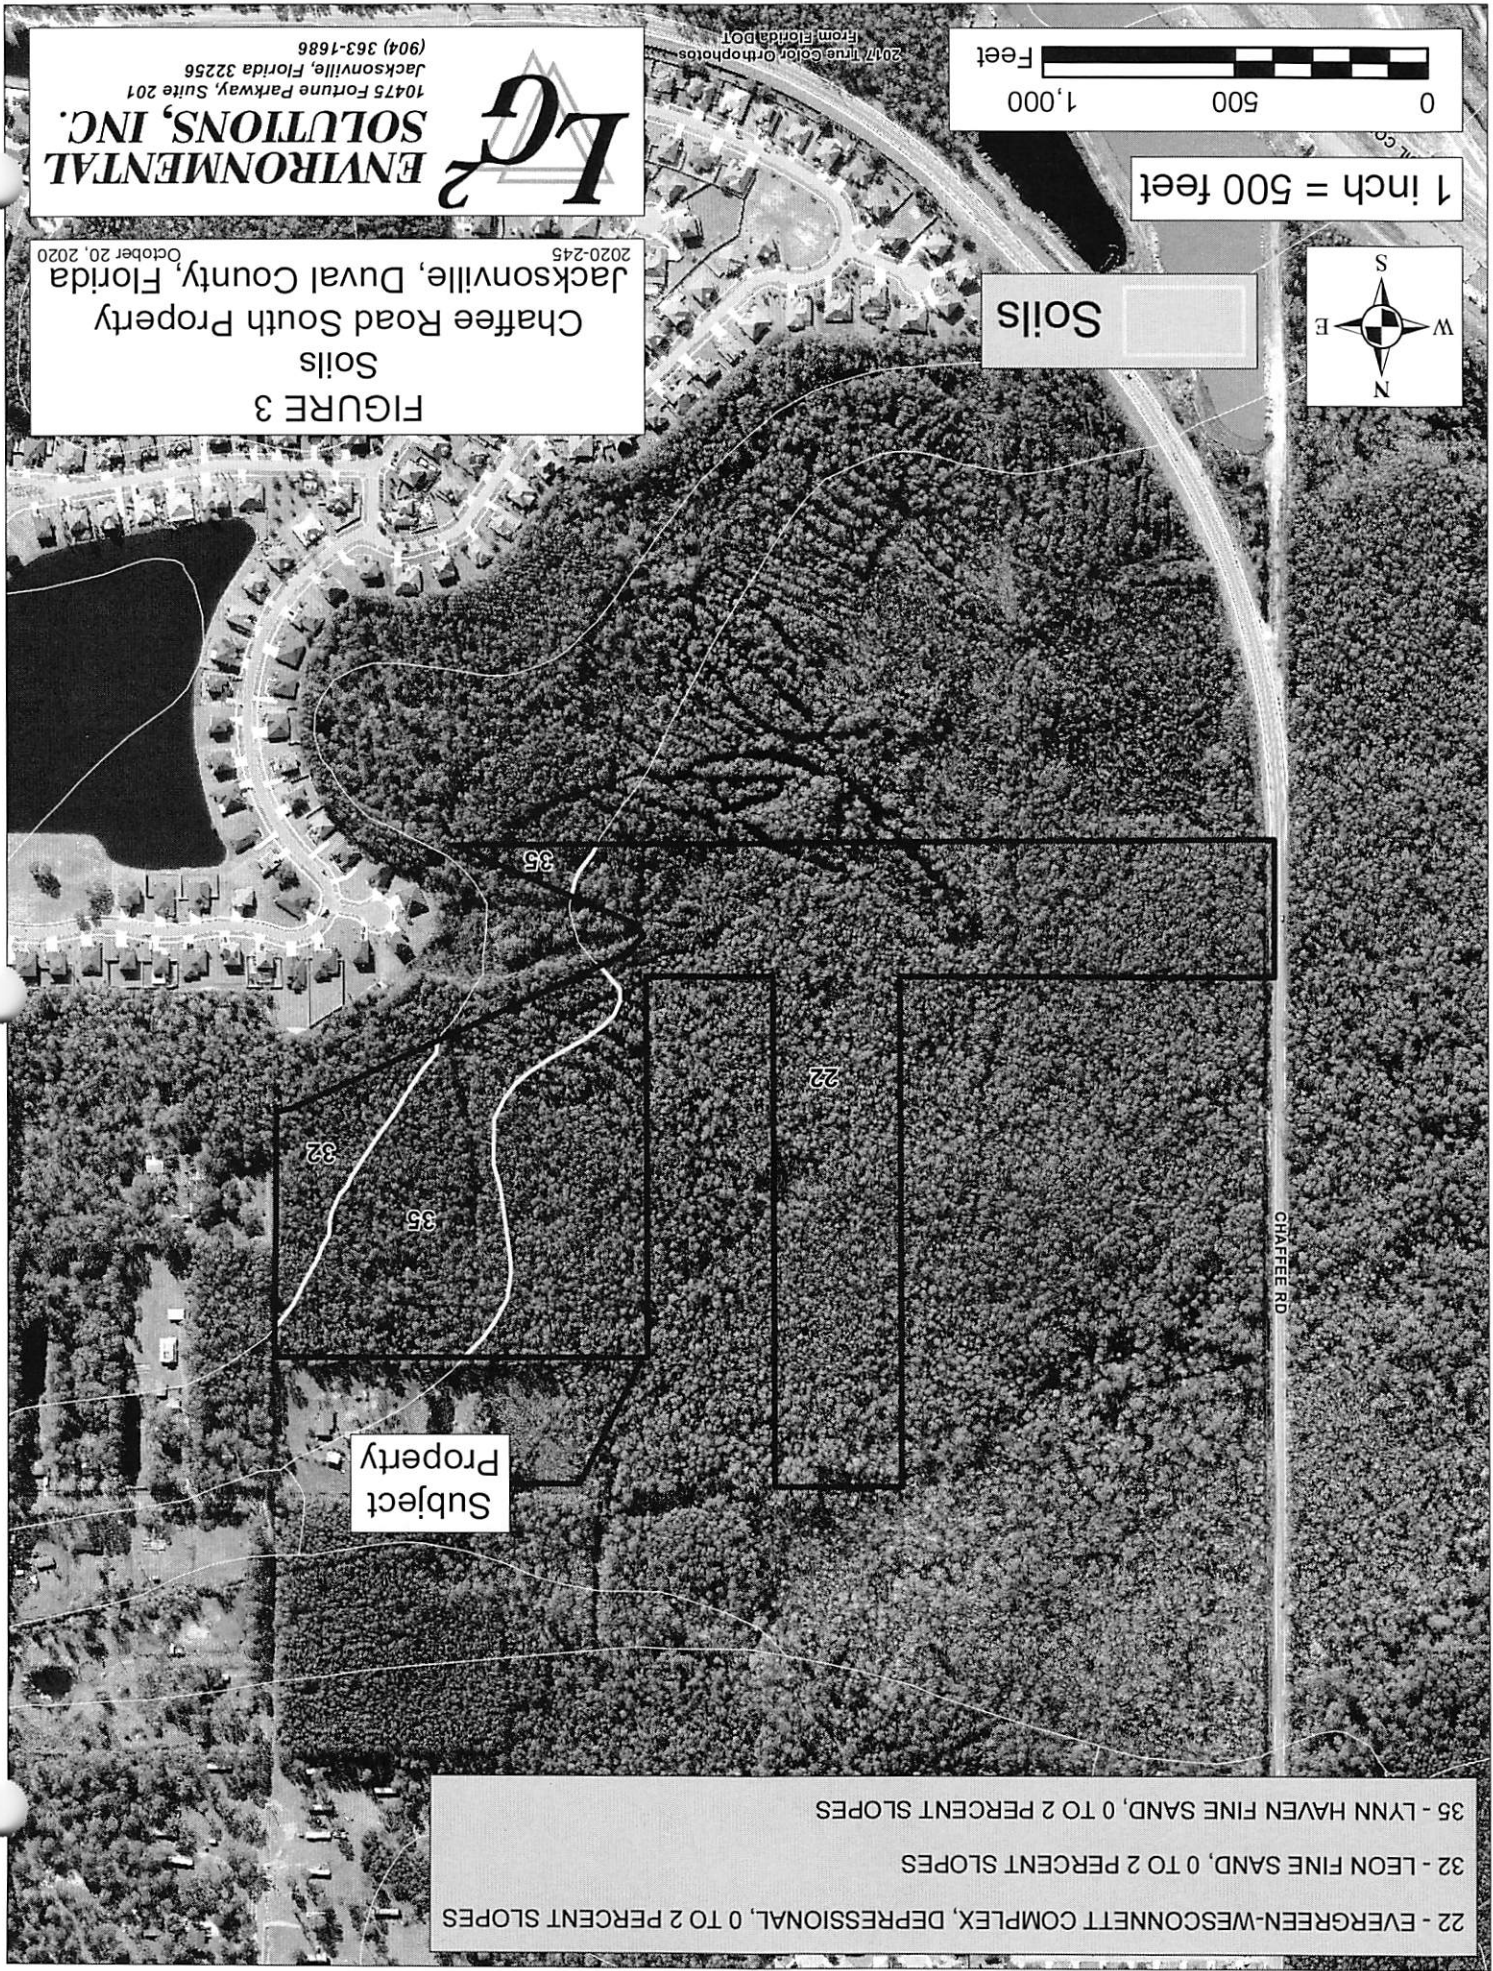 22 - EVERGREEN-WESCONNETT COMPLEX, DEPRESSIONAL, 0 TO 2 PERCENT SLOPES
32 - LEON FINE SAND, 0 TO 2 PERCENT SLOPES
35 - LYNN HAVEN FINE SAND, 0 TO 2 PERCENT SLOPES
Subject
Property
CHAFFEE RD
35
32
22
35
N
W
E
S
Soils
1 inch = 500 feet
0
500
1,000
Feet
2017 True Color Orthophotos
From Florida DOT
FIGURE 3
Soils
Chaffee Road South Property
Jacksonville, Duval County, Florida
2020-245
October 20, 2020
LG2
ENVIRONMENTAL
SOLUTIONS, INC.
10475 Fortune Parkway, Suite 201
Jacksonville, Florida 32256
(904) 363-1686